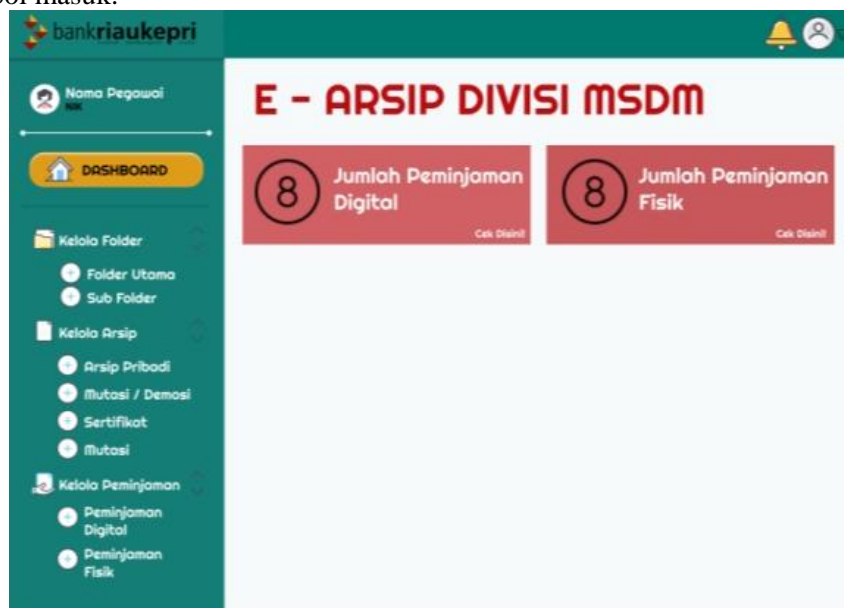 bankriaukepri
Nama Pegawai
NIK
DASHBOARD
Kelola Folder
Folder Utama
Sub Folder
Kelola Arsip
Arsip Pribadi
Mutasi / Demosi
Sertifikat
Mutasi
Kelola Peminjaman
Peminjaman
Digital
Peminjaman
Fisik
E - ARSIP DIVISI MSDM
8
Jumlah Peminjaman
Digital
Cek Disini!
8
Jumlah Peminjaman
Fisik
Cek Disini!